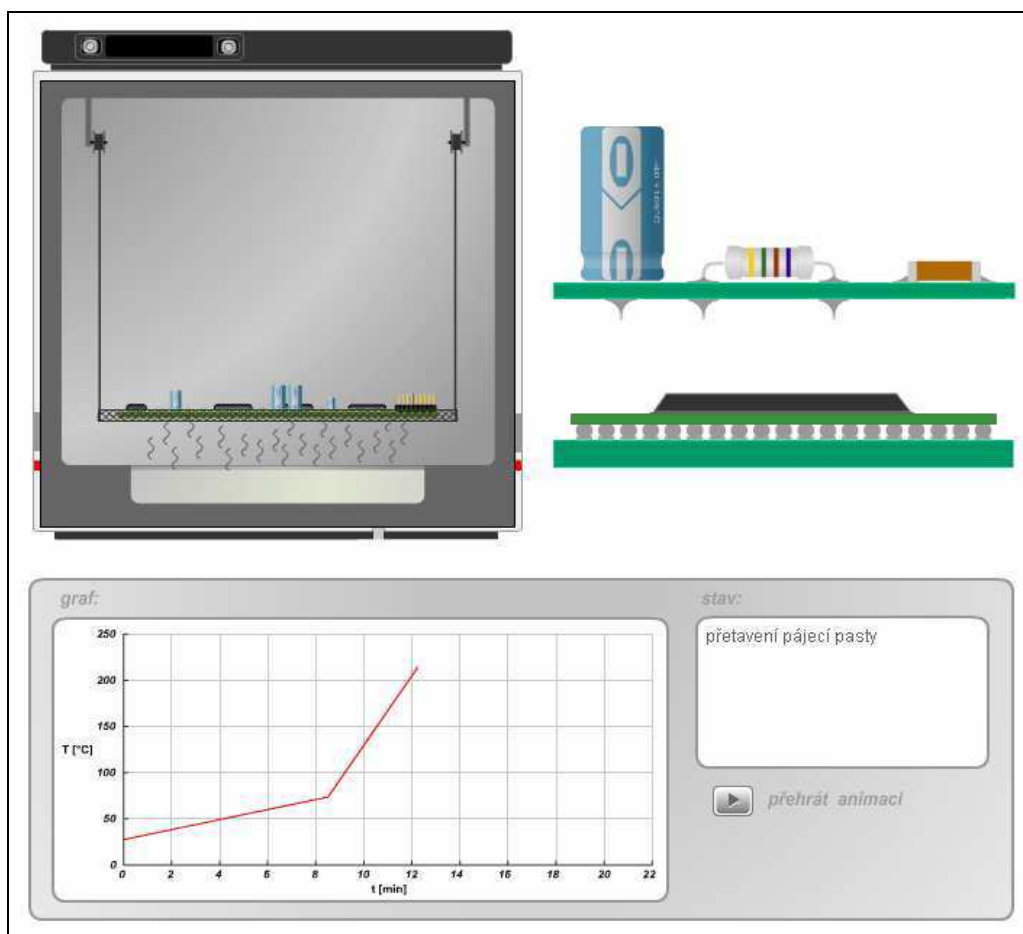 graf:
250
200
150
T [°C]
100
50
0
0 2 4 6 8 10 12 14 16 18 20 22
t [min]
stav:
přetavení pájecí pasty
přehrát animaci